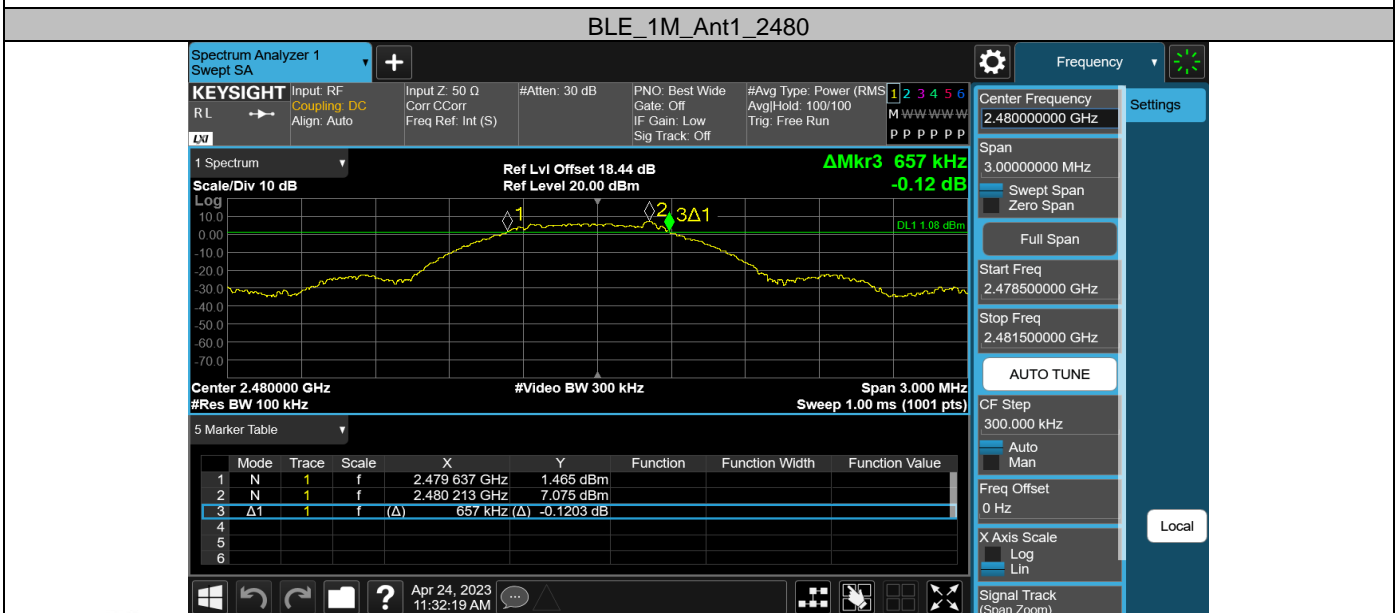 BLE_1M_Ant1_2480
Spectrum Analyzer 1
Swept SA
Frequency
KEYSIGHT
R L
LXI
Input: RF
Coupling: DC
Align: Auto
Input Z: 50 Ω
Corr CCorr
Freq Ref: Int (S)
#Atten: 30 dB
PNO: Best Wide
Gate: Off
IF Gain: Low
Sig Track: Off
#Avg Type: Power (RMS
Avg|Hold: 100/100
Trig: Free Run
1 2 3 4 5 6
M W W W W W
P P P P P P
1 Spectrum
Scale/Div 10 dB
Ref Lvl Offset 18.44 dB
Ref Level 20.00 dBm
ΔMkr3 657 kHz
-0.12 dB
Log
10.0
0.00
-10.0
-20.0
-30.0
-40.0
-50.0
-60.0
-70.0
1
2
3Δ1
DL1 1.08 dBm
Center 2.480000 GHz
#Video BW 300 kHz
Span 3.000 MHz
#Res BW 100 kHz
Sweep 1.00 ms (1001 pts)
5 Marker Table
Mode Trace Scale X Y Function Function Width Function Value
1 N 1 f 2.479 637 GHz 1.465 dBm
2 N 1 f 2.480 213 GHz 7.075 dBm
3 Δ1 1 f (Δ) 657 kHz (Δ) -0.1203 dB
4
5
6
Apr 24, 2023
11:32:19 AM
Center Frequency
2.480000000 GHz
Settings
Span
3.00000000 MHz
Swept Span
Zero Span
Full Span
Start Freq
2.478500000 GHz
Stop Freq
2.481500000 GHz
AUTO TUNE
CF Step
300.000 kHz
Auto
Man
Freq Offset
0 Hz
Local
X Axis Scale
Log
Lin
Signal Track
(Span Zoom)